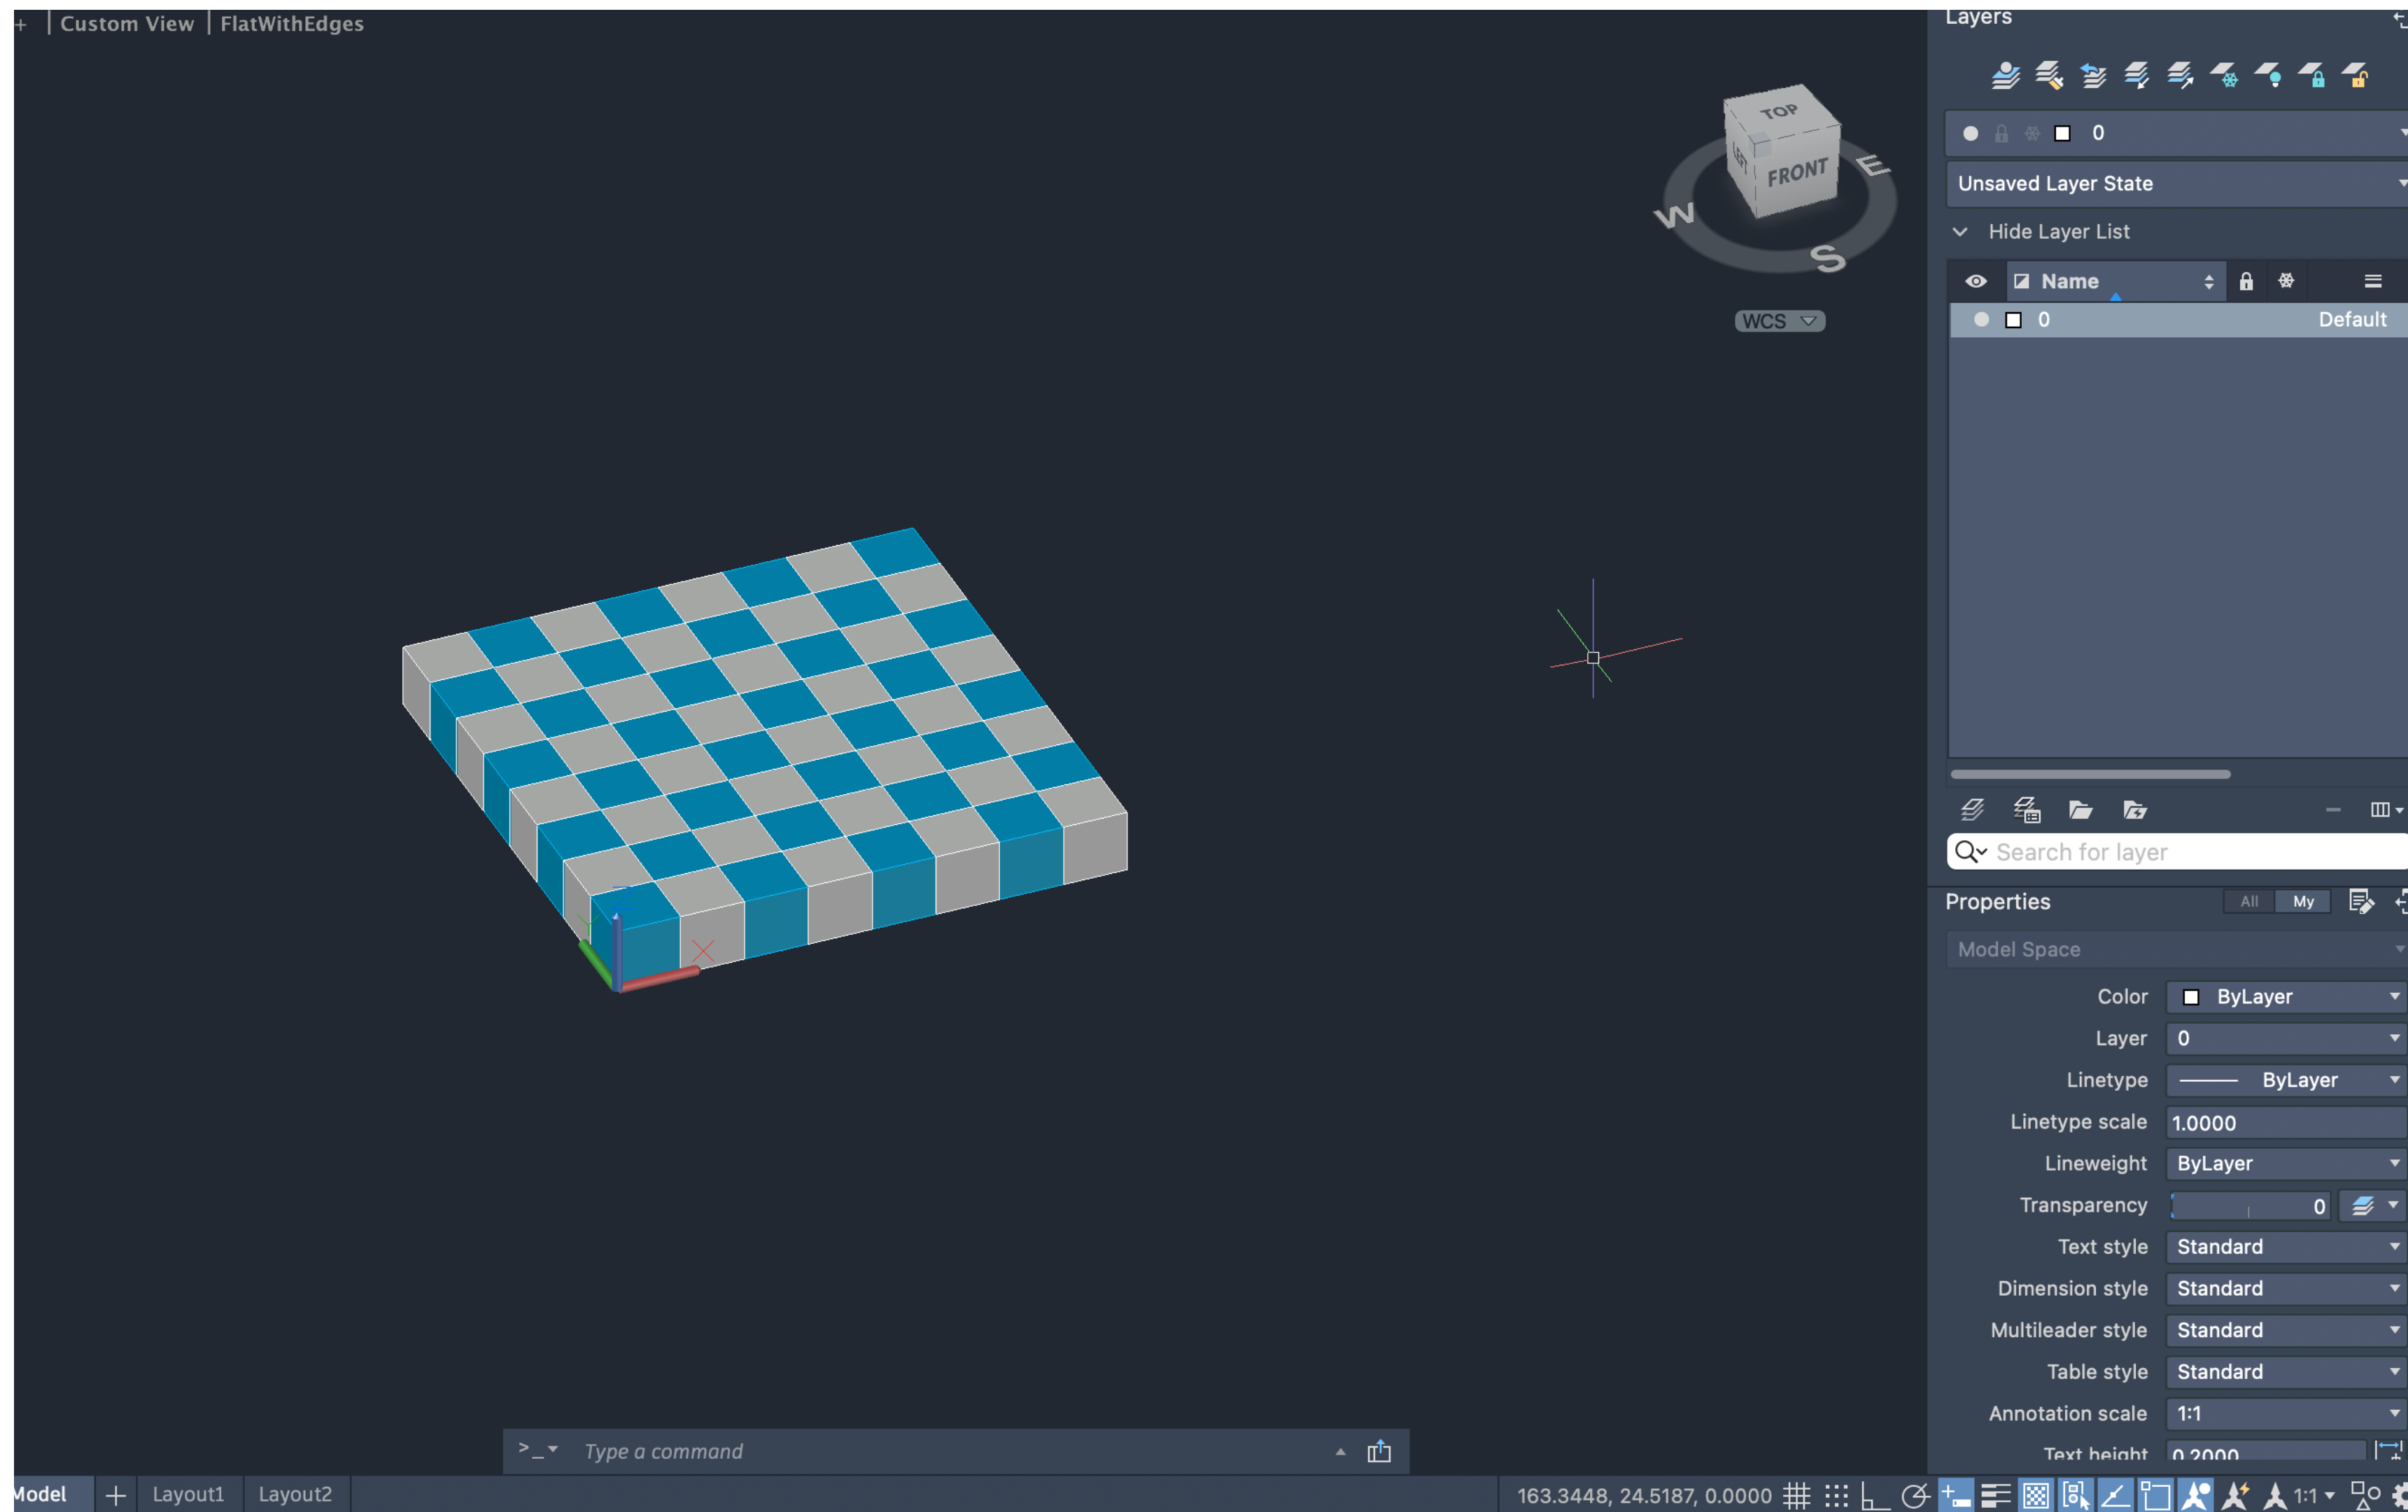 + | Custom View | FlatWithEdges
TOP
LEFT
FRONT
W
E
S
WCS
X
Type a command
Model
Layout1
Layout2
163.3448, 24.5187, 0.0000
1:1
Layers
0
Unsaved Layer State
Hide Layer List
Name
0
Default
Search for layer
Properties
All
My
Model Space
Color
ByLayer
Layer
0
Linetype
ByLayer
Linetype scale
1.0000
Lineweight
ByLayer
Transparency
0
Text style
Standard
Dimension style
Standard
Multileader style
Standard
Table style
Standard
Annotation scale
1:1
Text height
0.2000